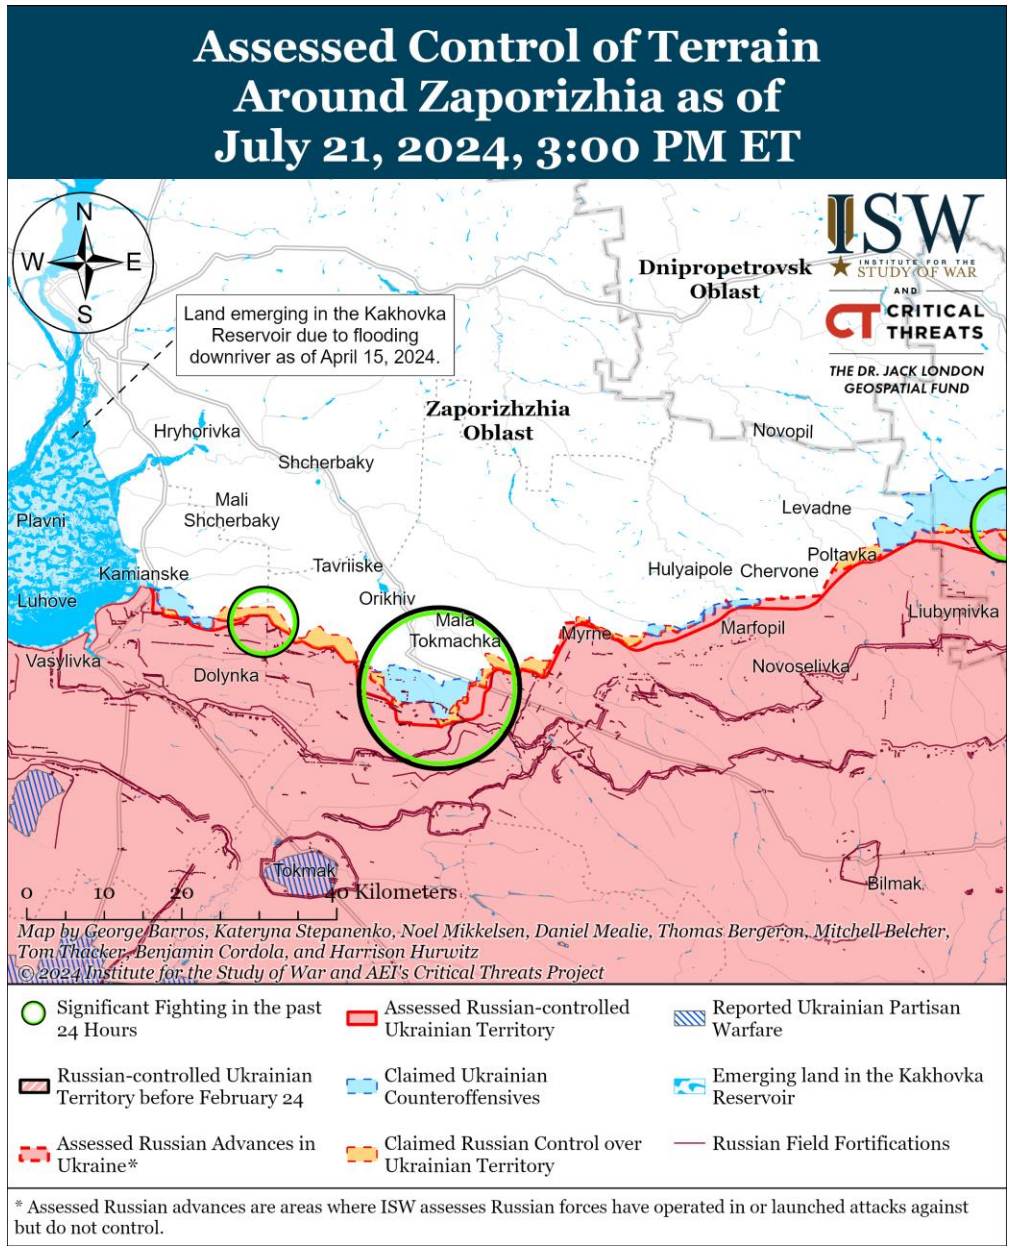 Assessed Control of Terrain
Around Zaporizhia as of
July 21, 2024, 3:00 PM ET
N
W E
S
ISW
INSTITUTE FOR THE
STUDY OF WAR
AND
CT CRITICAL
THREATS
THE DR. JACK LONDON
GEOSPATIAL FUND
Dnipropetrovsk
Oblast
Land emerging in the Kakhovka
Reservoir due to flooding
downriver as of April 15, 2024.
Zaporizhzhia
Oblast
Hryhorivka
Novopil
Shcherbaky
Mali
Shcherbaky
Levadne
Plavni
Poltavka
Tavriiske
Hulyaipole
Chervone
Kamianske
Orikhiv
Luhove
Liubymivka
Mala
Tokmachka
Myrne
Marfopil
Vasylivka
Dolynka
Novoselivka
Tokmak
Bilmak
0 10 20 40 Kilometers
Map by George Barros, Kateryna Stepanenko, Noel Mikkelsen, Daniel Mealie, Thomas Bergeron, Mitchell Belcher,
Tom Thacker, Benjamin Cordola, and Harrison Hurwitz
© 2024 Institute for the Study of War and AEI's Critical Threats Project
Significant Fighting in the past
24 Hours
Assessed Russian-controlled
Ukrainian Territory
Reported Ukrainian Partisan
Warfare
Russian-controlled Ukrainian
Territory before February 24
Claimed Ukrainian
Counteroffensives
Emerging land in the Kakhovka
Reservoir
Assessed Russian Advances in
Ukraine*
Claimed Russian Control over
Ukrainian Territory
Russian Field Fortifications
* Assessed Russian advances are areas where ISW assesses Russian forces have operated in or launched attacks against
but do not control.